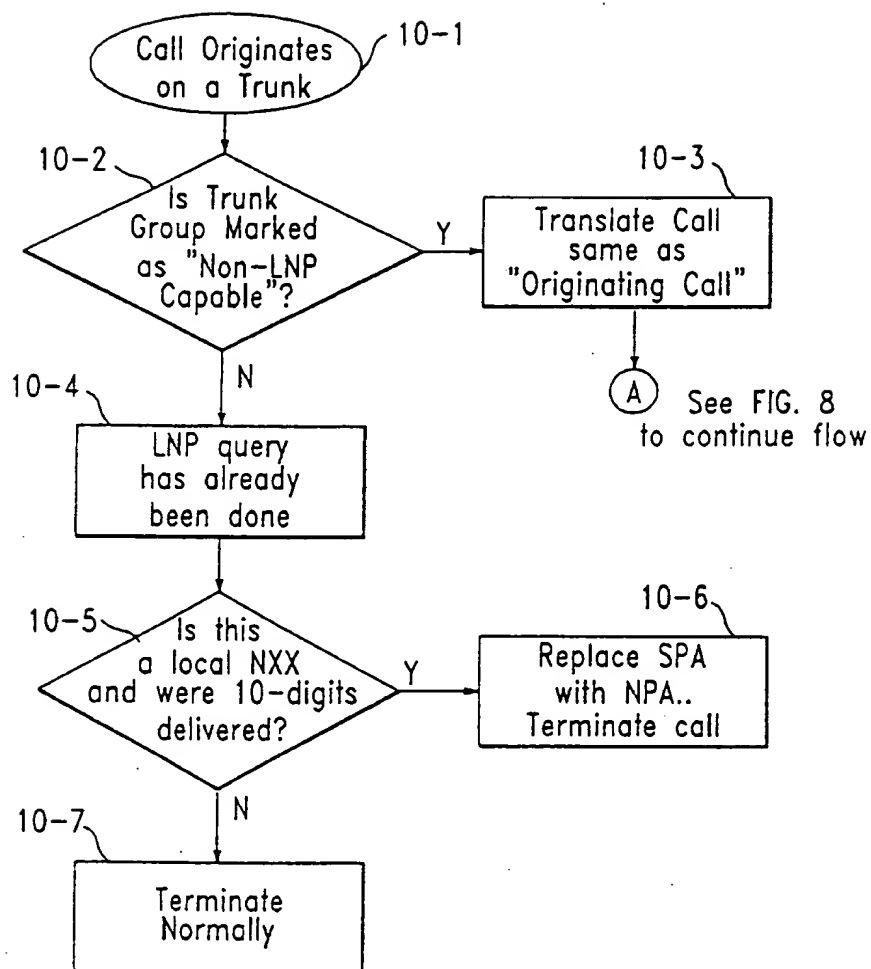 Call Originates
on a Trunk
10-1
10-2
Is Trunk
Group Marked
as "Non-LNP
Capable"?
Y
10-3
Translate Call
same as
"Originating Call"
N
A
See FIG. 8
to continue flow
10-4
LNP query
has already
been done
10-5
Is this
a local NXX
and were 10-digits
delivered?
Y
10-6
Replace SPA
with NPA..
Terminate call
N
10-7
Terminate
Normally